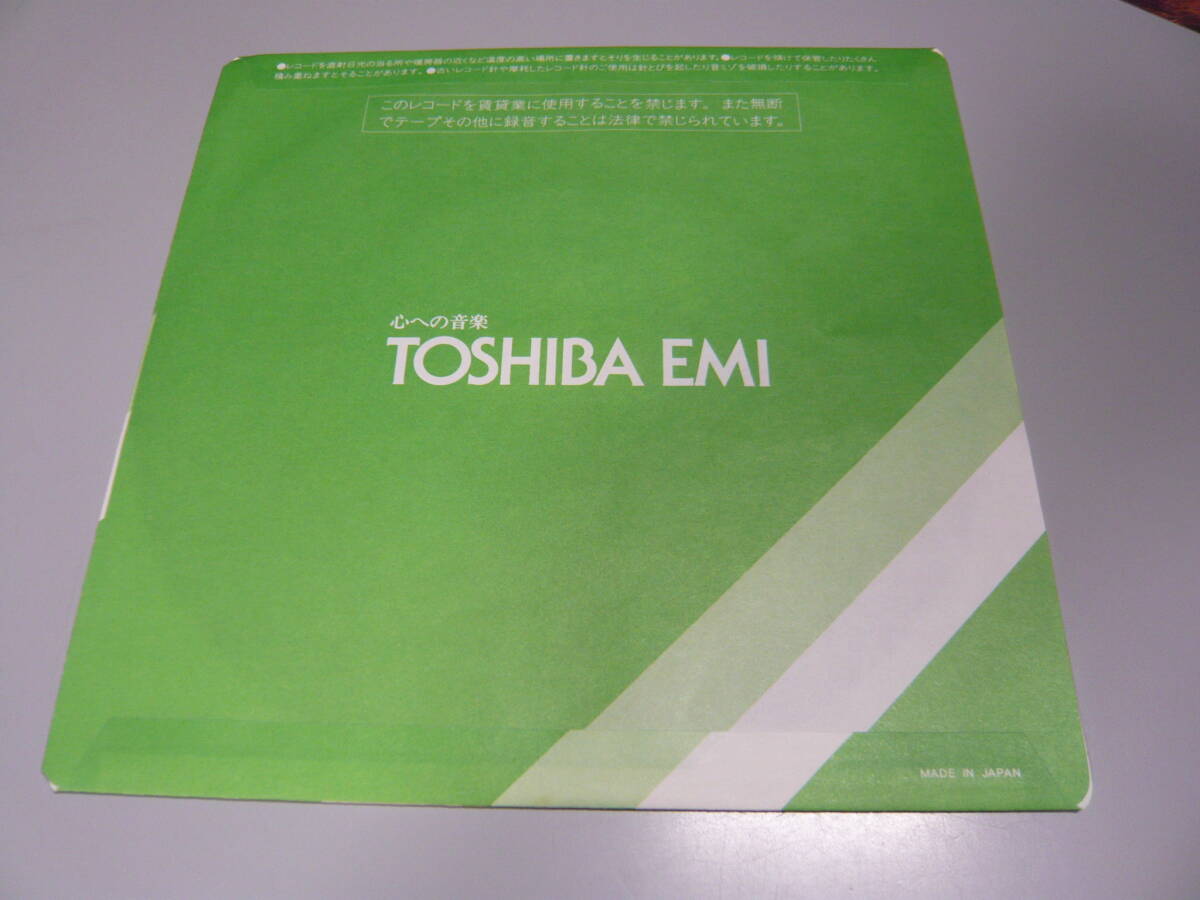 ●レコードを直射日光の当る所や暖房器の近くなど温度の高い場所に置きますとそりを生じることがあります。●レコードを傾けて保管したりたくさん
積み重ねますとそることがあります。●古いレコード針や摩耗したレコード針のご使用は針とびを起したり音ミゾを破損したりすることがあります。
このレコードを賃貸業に使用することを禁じます。また無断
でテープその他に録音することは法律で禁じられています。
心への音楽
TOSHIBA EMI
MADE IN JAPAN